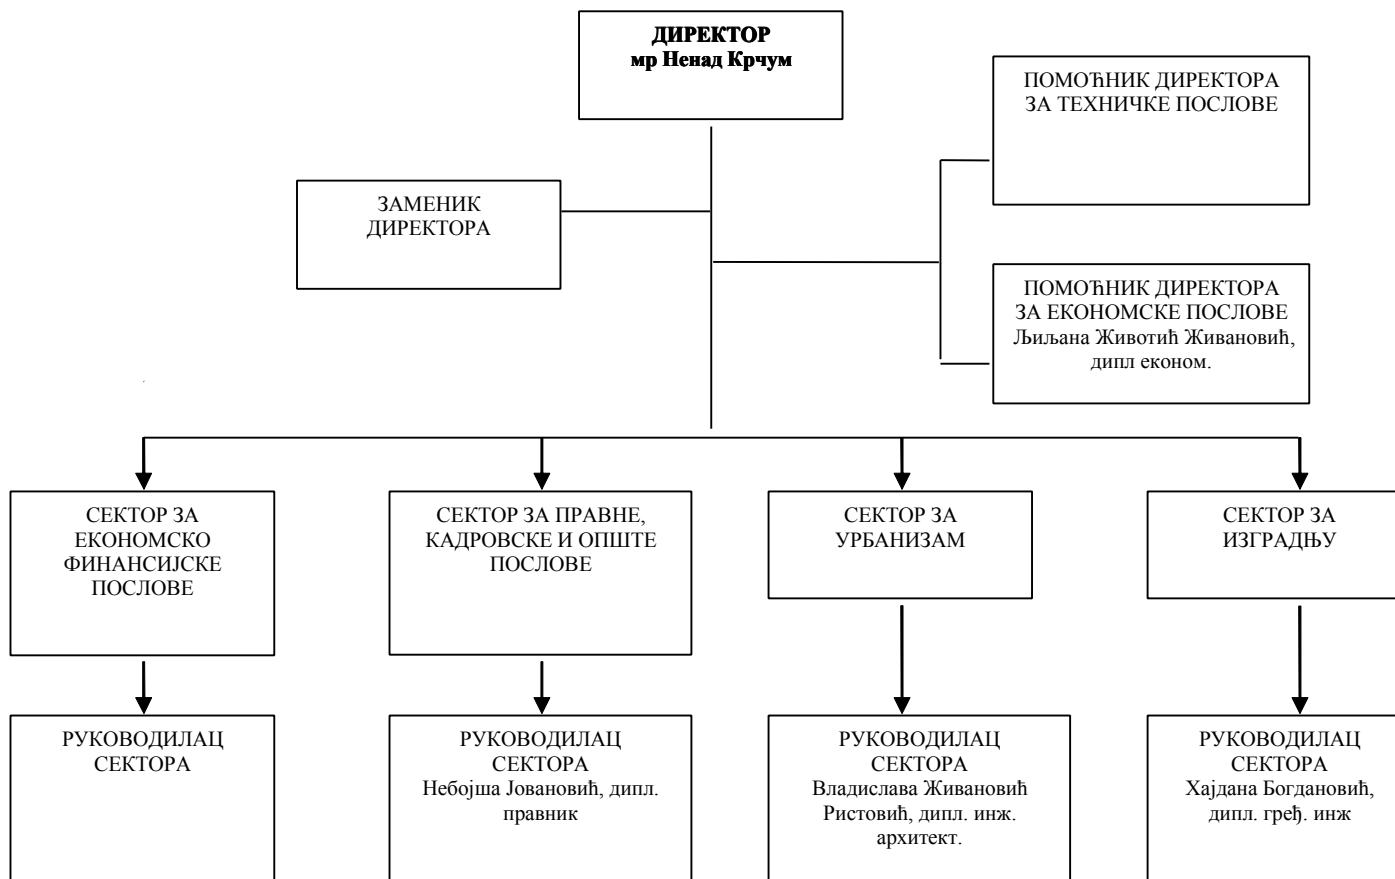 ДИРЕКТОР
мр Ненад Крчум
ПОМОЋНИК ДИРЕКТОРА
ЗА ТЕХНИЧКЕ ПОСЛОВЕ
ЗАМЕНИК
ДИРЕКТОРА
ПОМОЋНИК ДИРЕКТОРА
ЗА ЕКОНОМСКЕ ПОСЛОВЕ
Љиљана Животић Живановић,
дипл економ.
СЕКТОР ЗА
ЕКОНОМСКО
ФИНАНСИЈСКЕ
ПОСЛОВЕ
СЕКТОР ЗА ПРАВНЕ,
КАДРОВСКЕ И ОПШТЕ
ПОСЛОВЕ
СЕКТОР ЗА
УРБАНИЗАМ
СЕКТОР ЗА
ИЗГРАДЊУ
РУКОВОДИЛАЦ
СЕКТОРА
РУКОВОДИЛАЦ
СЕКТОРА
Небојша Јовановић, дипл.
правник
РУКОВОДИЛАЦ
СЕКТОРА
Владислава Живановић
Ристовић, дипл. инж.
архитект.
РУКОВОДИЛАЦ
СЕКТОРА
Хајдана Богдановић,
дипл. гређ. инж